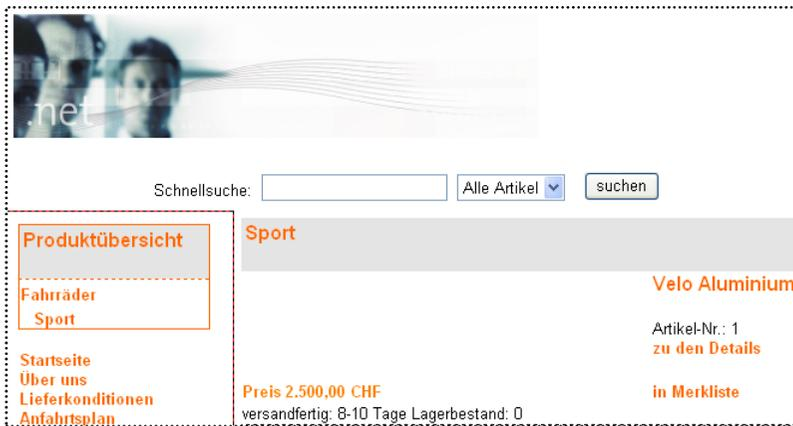 .net
Schnellsuche: Alle Artikel suchen
Produktübersicht
Fahrräder
Sport
Startseite
Über uns
Lieferkonditionen
Anfahrtsplan
Sport
Velo Aluminium
Artikel-Nr.: 1
zu den Details
Preis 2.500,00 CHF
in Merkliste
versandfertig: 8-10 Tage Lagerbestand: 0